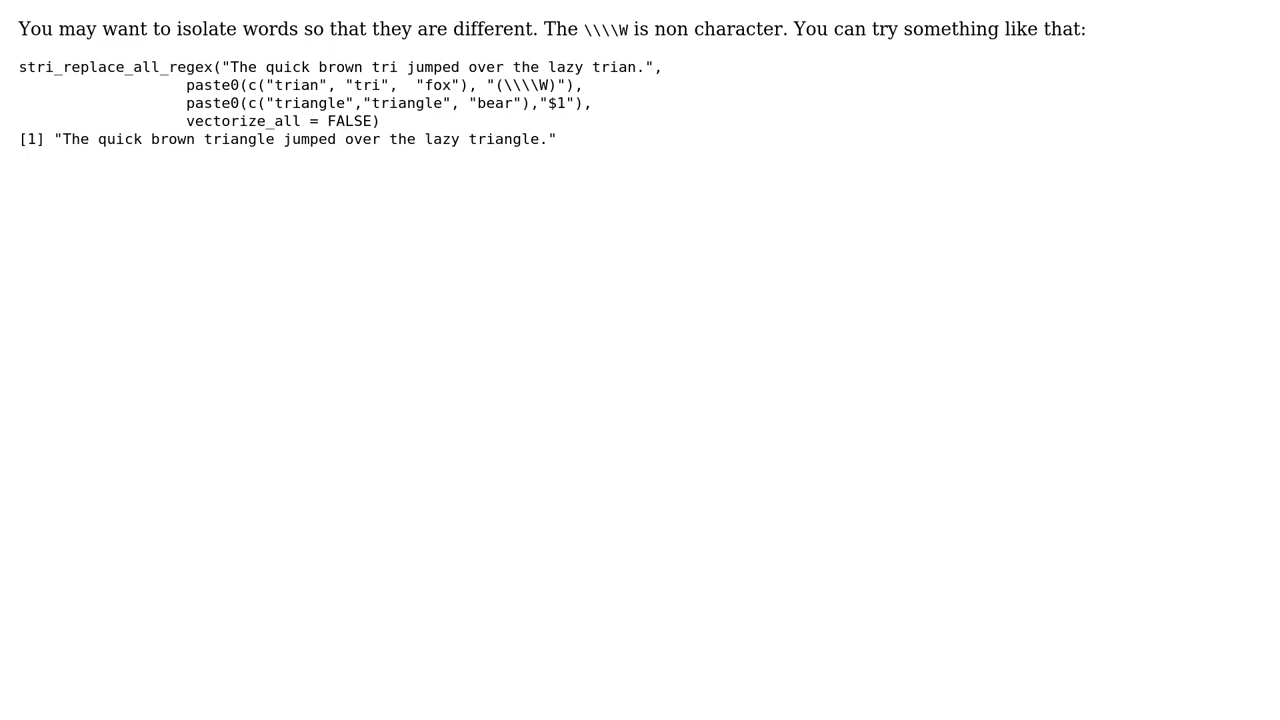 You may want to isolate words so that they are different. The \\\\W is non character. You can try something like that:
stri_replace_all_regex("The quick brown tri jumped over the lazy trian.",
                   paste0(c("trian", "tri",  "fox"), "(\\\\W)"),
                   paste0(c("triangle","triangle", "bear"),"$1"),
                   vectorize_all = FALSE)
[1] "The quick brown triangle jumped over the lazy triangle."